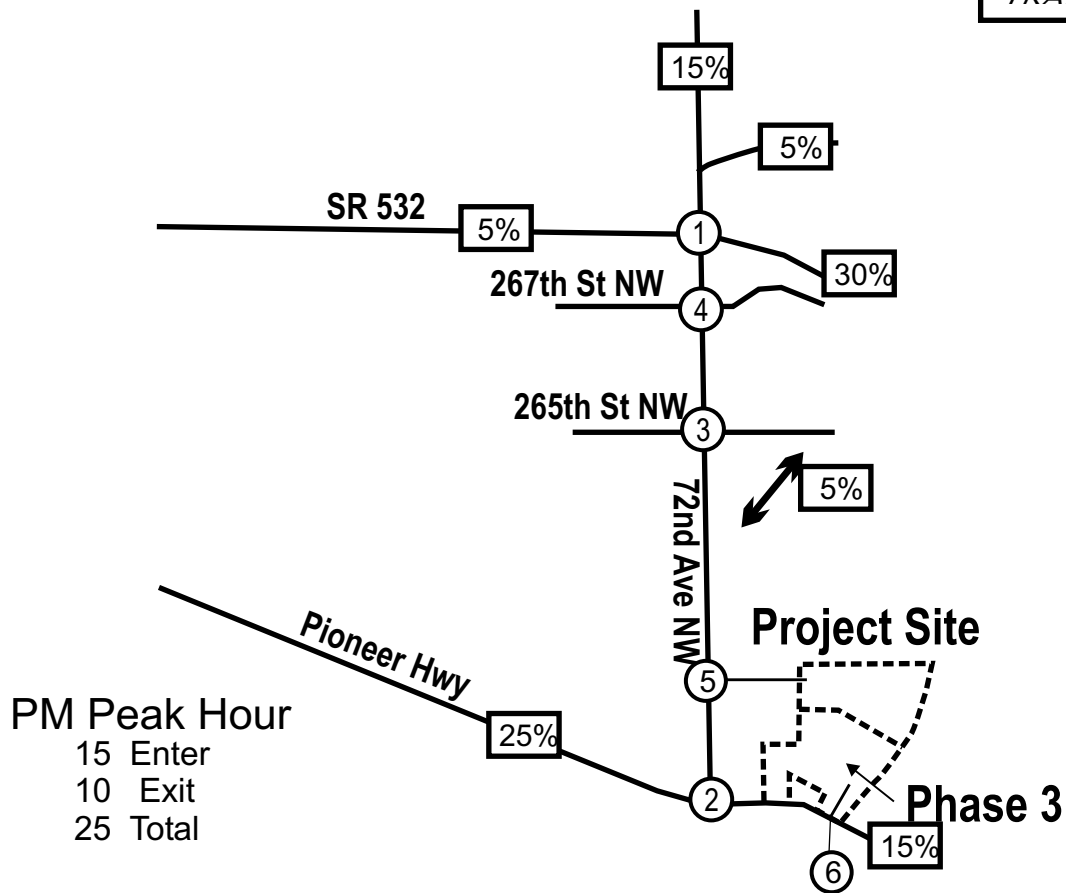 15%
5%
SR 532
5%
1
30%
267th St NW
4
265th St NW
3
5%
72nd Ave NW
Project Site
5
Pioneer Hwy
PM Peak Hour
15 Enter
10 Exit
25 Total
25%
2
Phase 3
15%
6